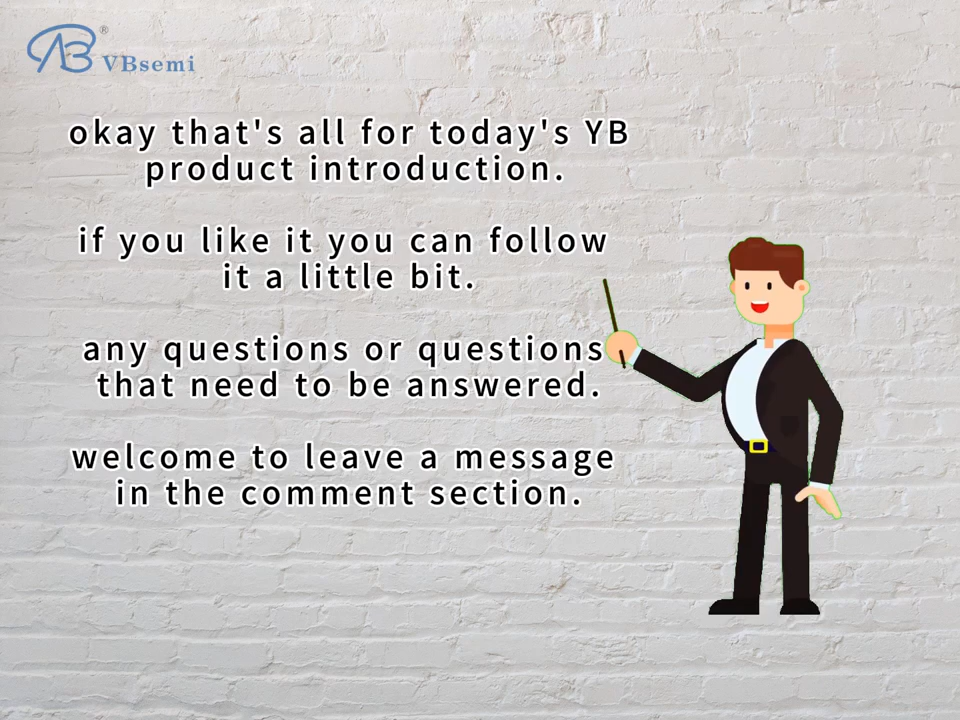 VBsemi
okay that's all for today's YB
product introduction.
if you like it you can follow
it a little bit.
any questions or questions
that need to be answered.
welcome to leave a message
in the comment section.